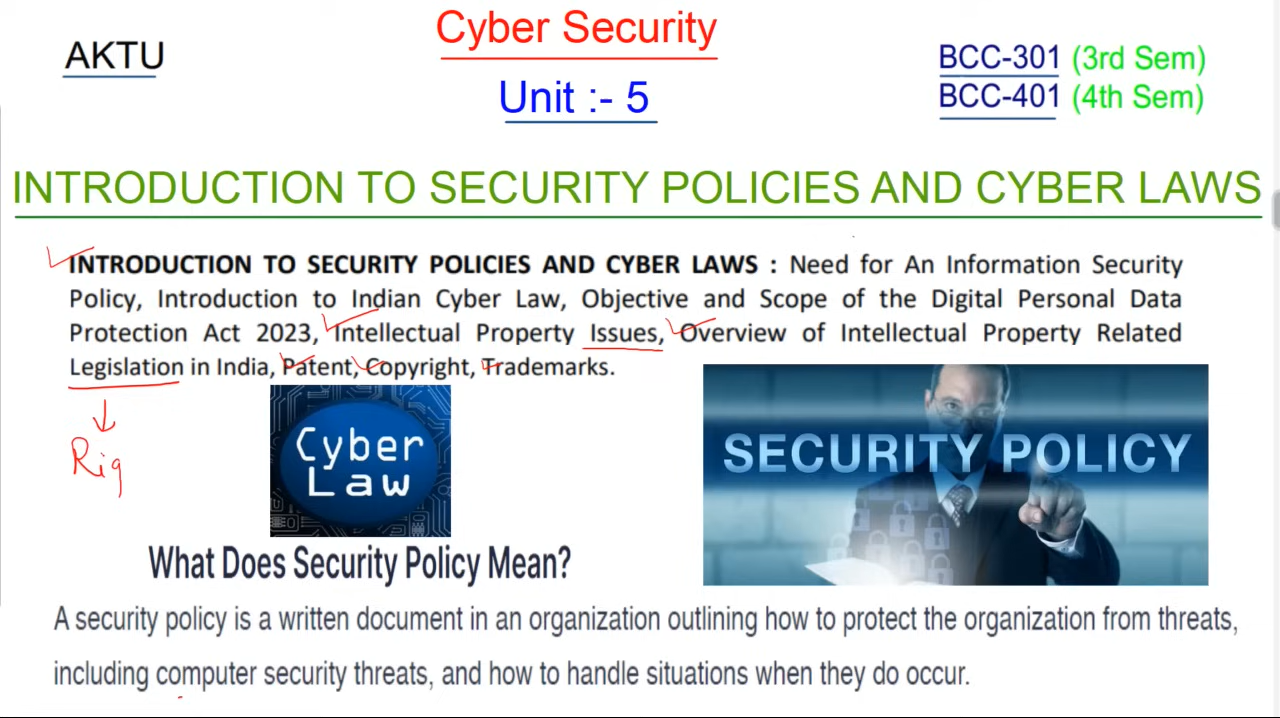 AKTU
Cyber Security
BCC-301 (3rd Sem)
Unit :- 5
BCC-401 (4th Sem)
INTRODUCTION TO SECURITY POLICIES AND CYBER LAWS
INTRODUCTION TO SECURITY POLICIES AND CYBER LAWS : Need for An Information Security
Policy, Introduction to Indian Cyber Law, Objective and Scope of the Digital Personal Data
Protection Act 2023, Intellectual Property Issues, Overview of Intellectual Property Related
Legislation in India, Patent, Copyright, Trademarks.
Rig
Cyber
Law
SECURITY POLICY
What Does Security Policy Mean?
A security policy is a written document in an organization outlining how to protect the organization from threats,
including computer security threats, and how to handle situations when they do occur.